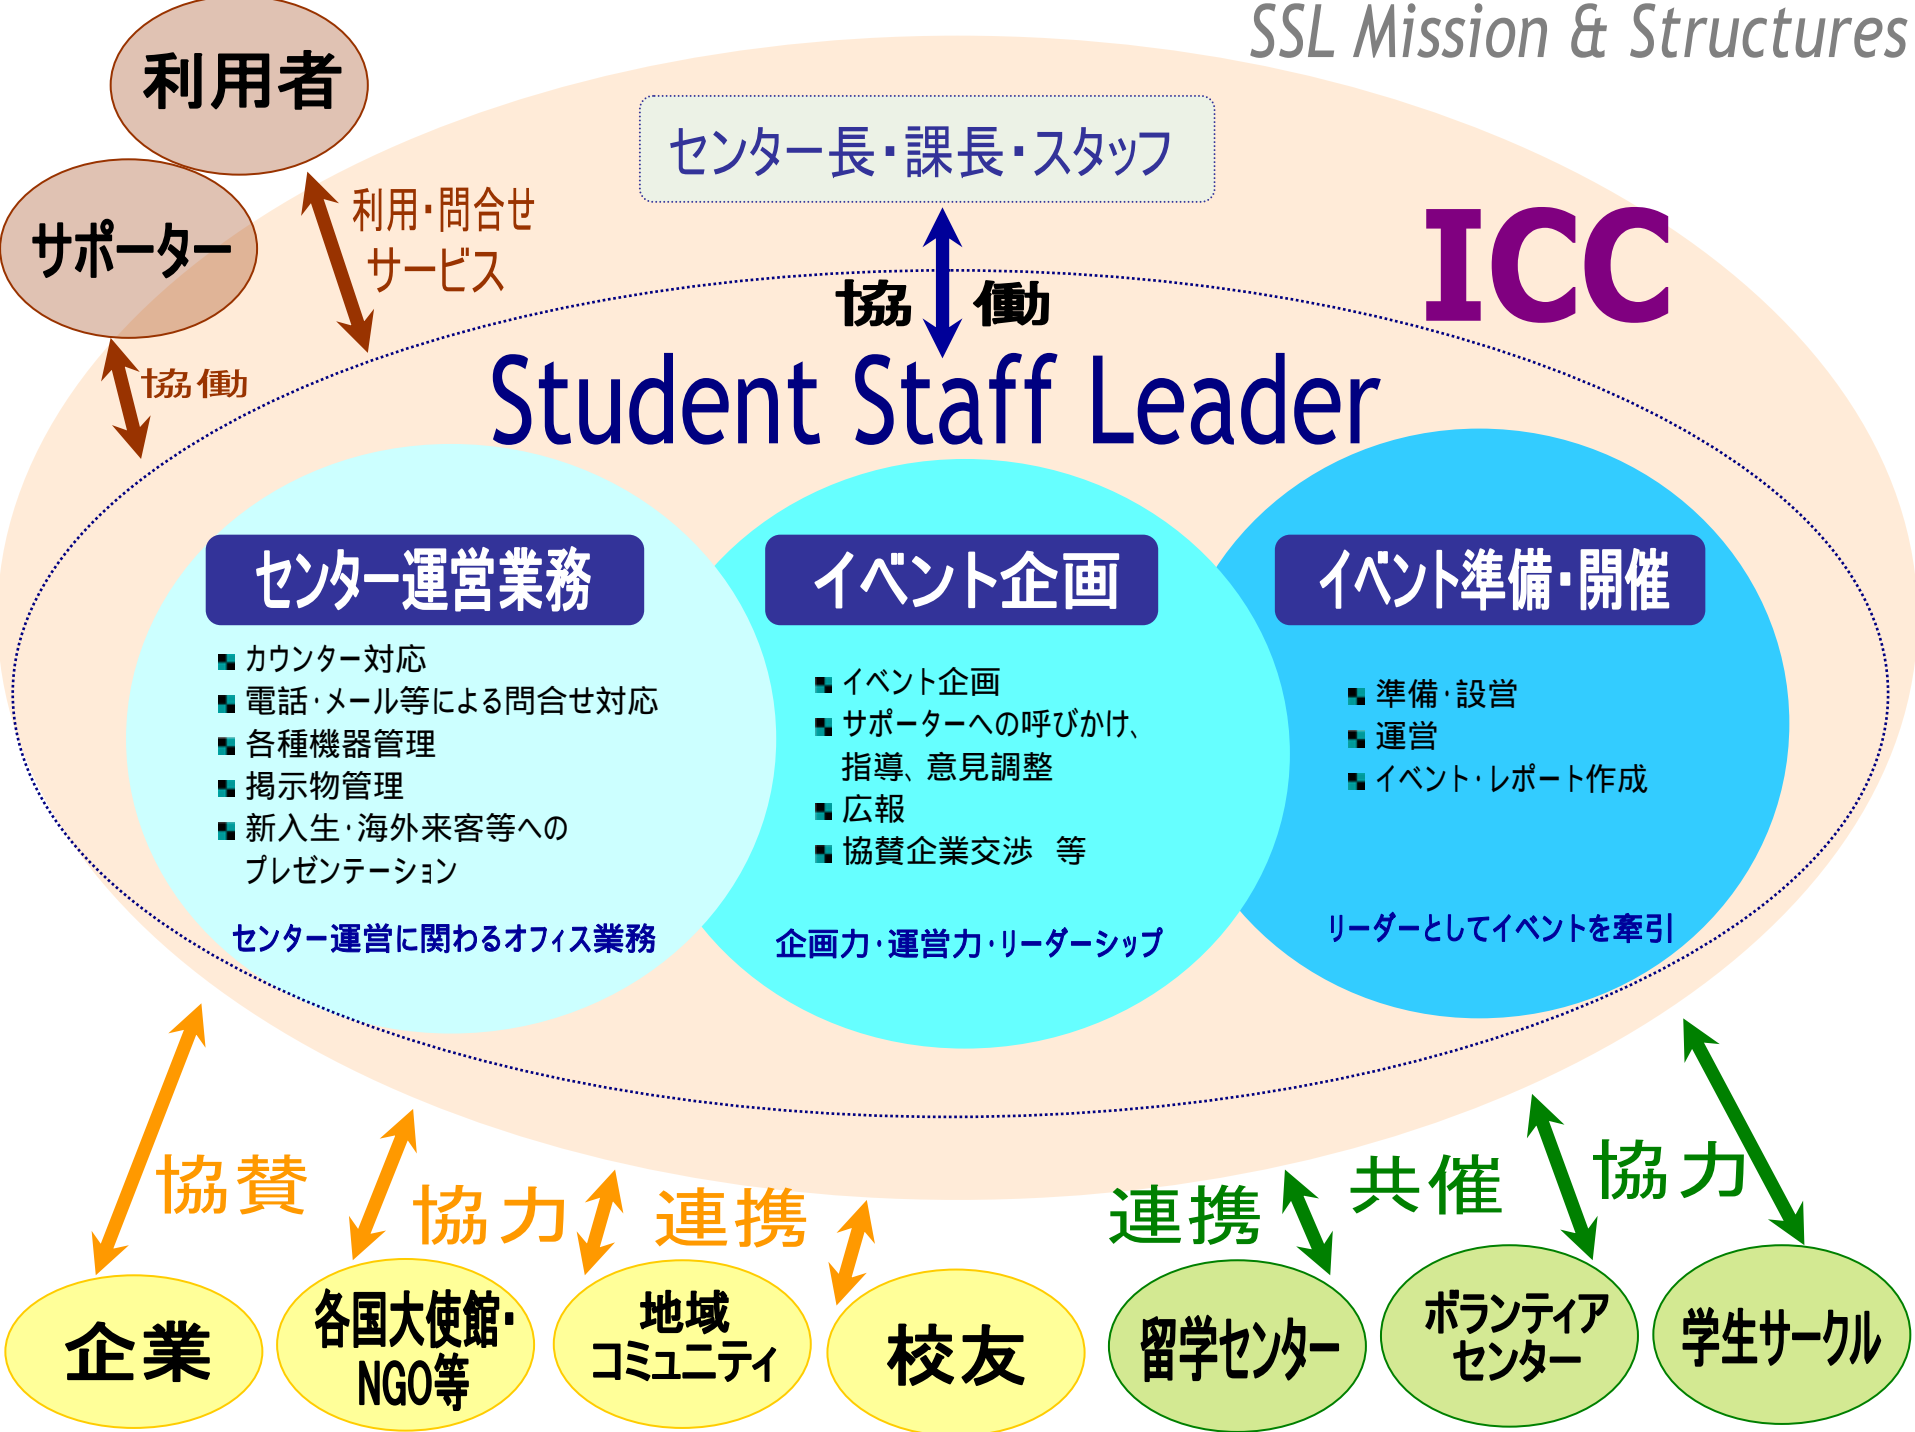 SSL Mission & Structures
利用者
サポーター
利用・問合せ
サービス
協働
センター長・課長・スタッフ
協 働
ICC
Student Staff Leader
センター運営業務
カウンター対応
電話・メール等による問合せ対応
各種機器管理
掲示物管理
新入生・海外来客等への
プレゼンテーション
センター運営に関わるオフィス業務
イベント企画
イベント企画
サポーターへの呼びかけ、
指導、意見調整
広報
協賛企業交渉 等
企画力・運営力・リーダーシップ
イベント準備・開催
準備・設営
運営
イベント・レポート作成
リーダーとしてイベントを牽引
協賛
協力
連携
連携
共催
協力
企業
各国大使館・
NGO等
地域
コミュニティ
校友
留学センター
ボランティア
センター
学生サークル